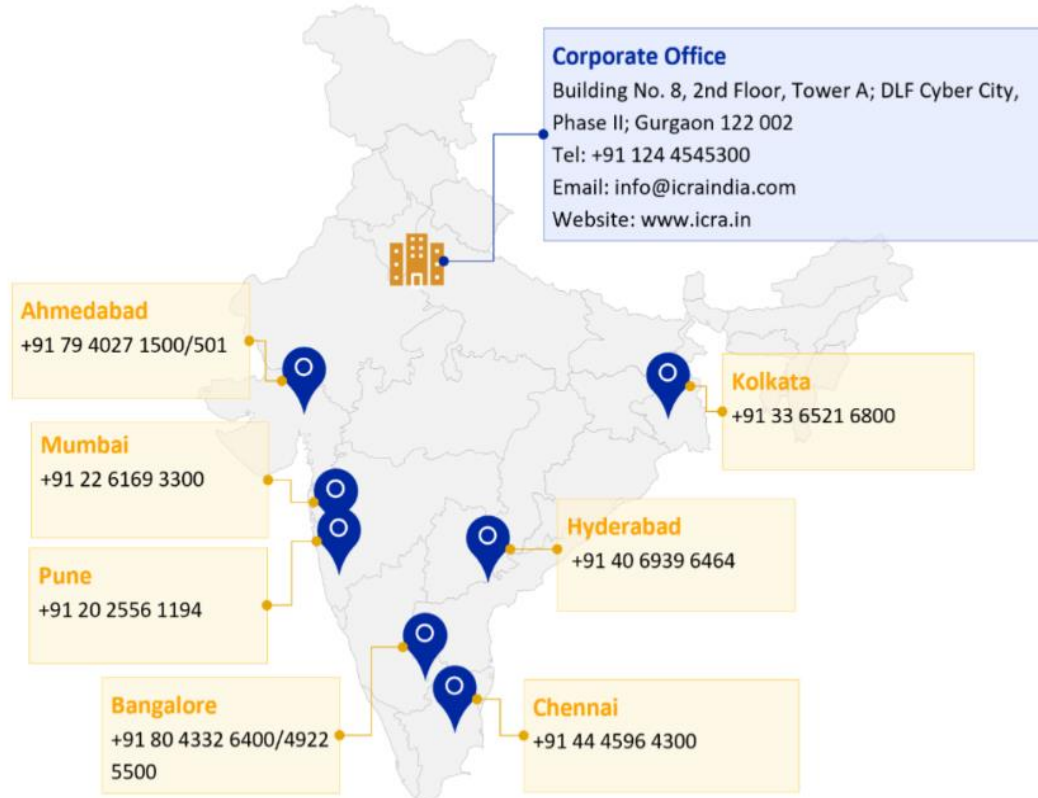 Corporate Office
Building No. 8, 2nd Floor, Tower A; DLF Cyber City,
Phase II; Gurgaon 122 002
Tel: +91 124 4545300
Email: info@icraindia.com
Website: www.icra.in
Ahmedabad
+91 79 4027 1500/501
Kolkata
+91 33 6521 6800
Mumbai
+91 22 6169 3300
Hyderabad
+91 40 6939 6464
Pune
+91 20 2556 1194
Bangalore
+91 80 4332 6400/4922
5500
Chennai
+91 44 4596 4300